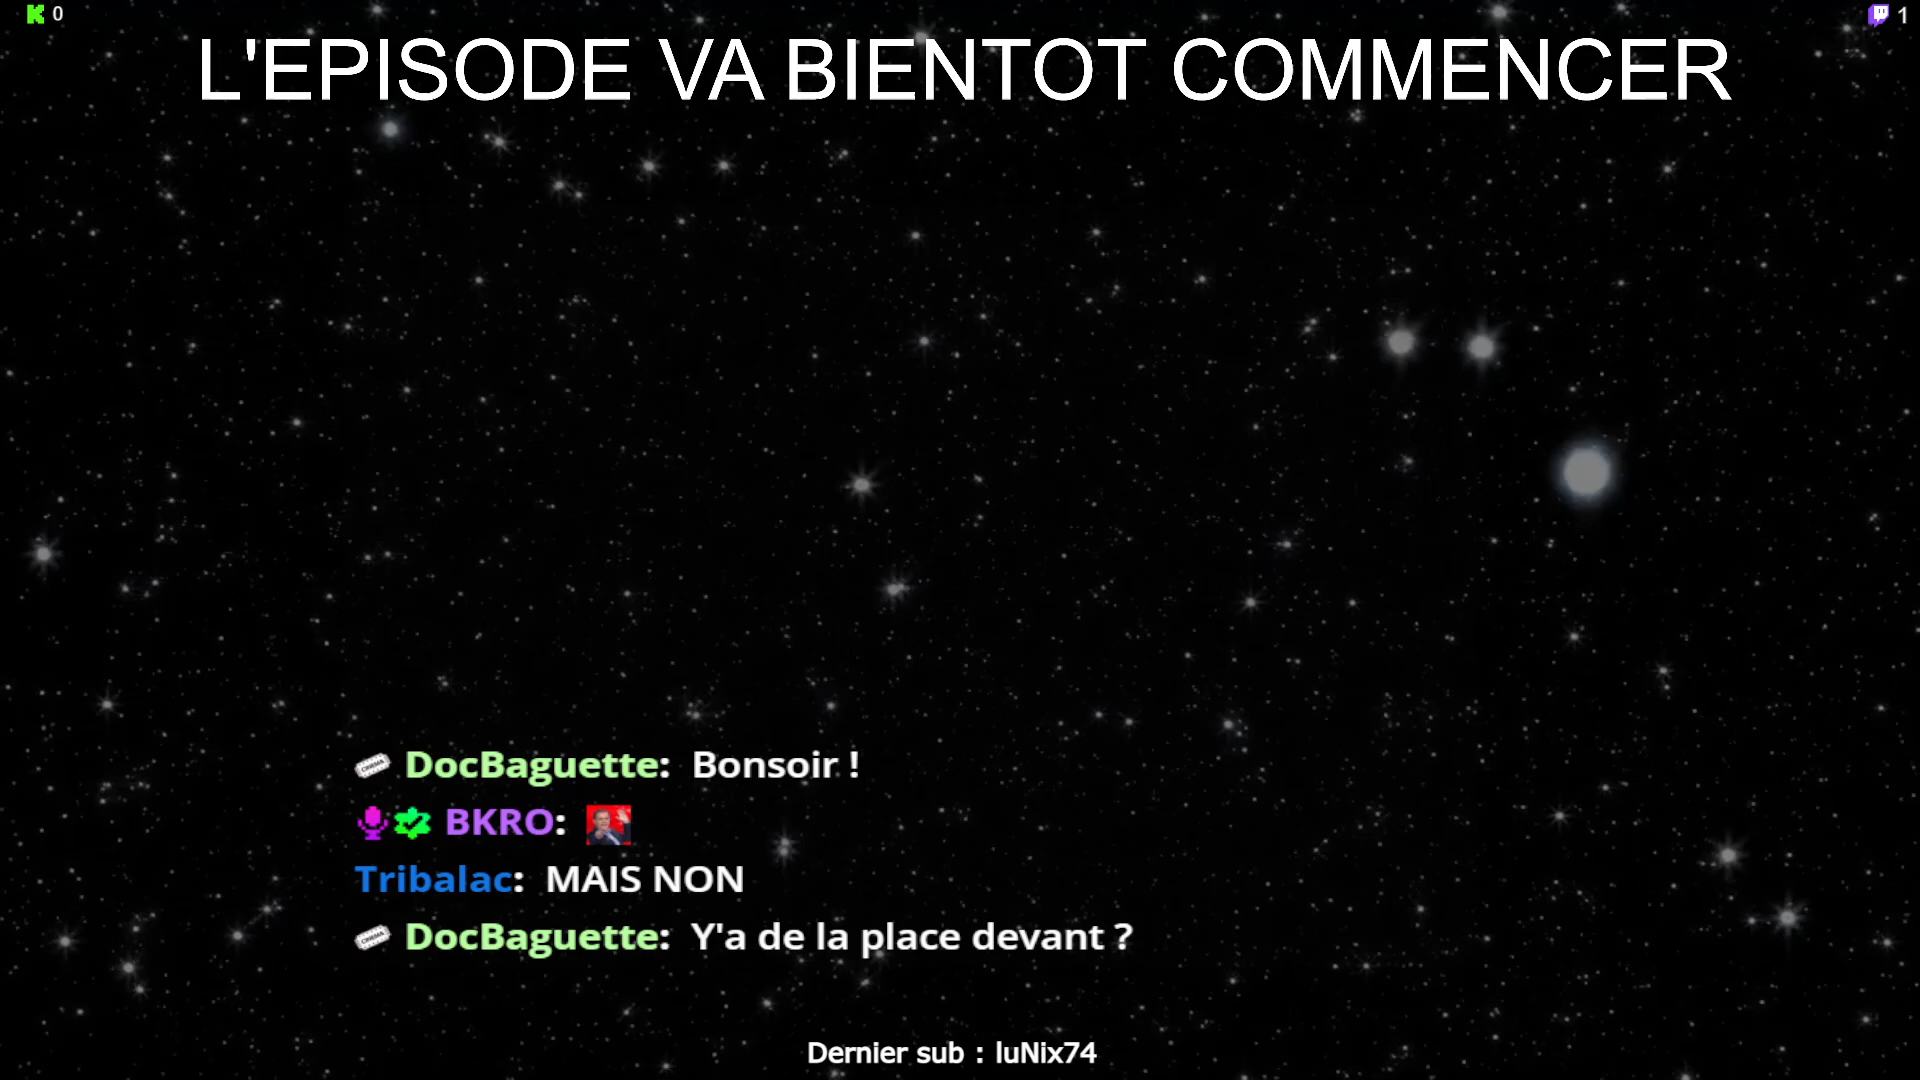 0
1
L'EPISODE VA BIENTOT COMMENCER
DocBaguette: Bonsoir !
BKRO:
Tribalac: MAIS NON
DocBaguette: Y'a de la place devant ?
Dernier sub : luNix74